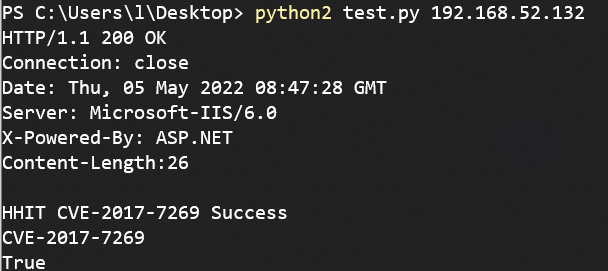 PS C:\Users\l\Desktop> python2 test.py 192.168.52.132
HTTP/1.1 200 OK
Connection: close
Date: Thu, 05 May 2022 08:47:28 GMT
Server: Microsoft-IIS/6.0
X-Powered-By: ASP.NET
Content-Length:26

HHIT CVE-2017-7269 Success
CVE-2017-7269
True